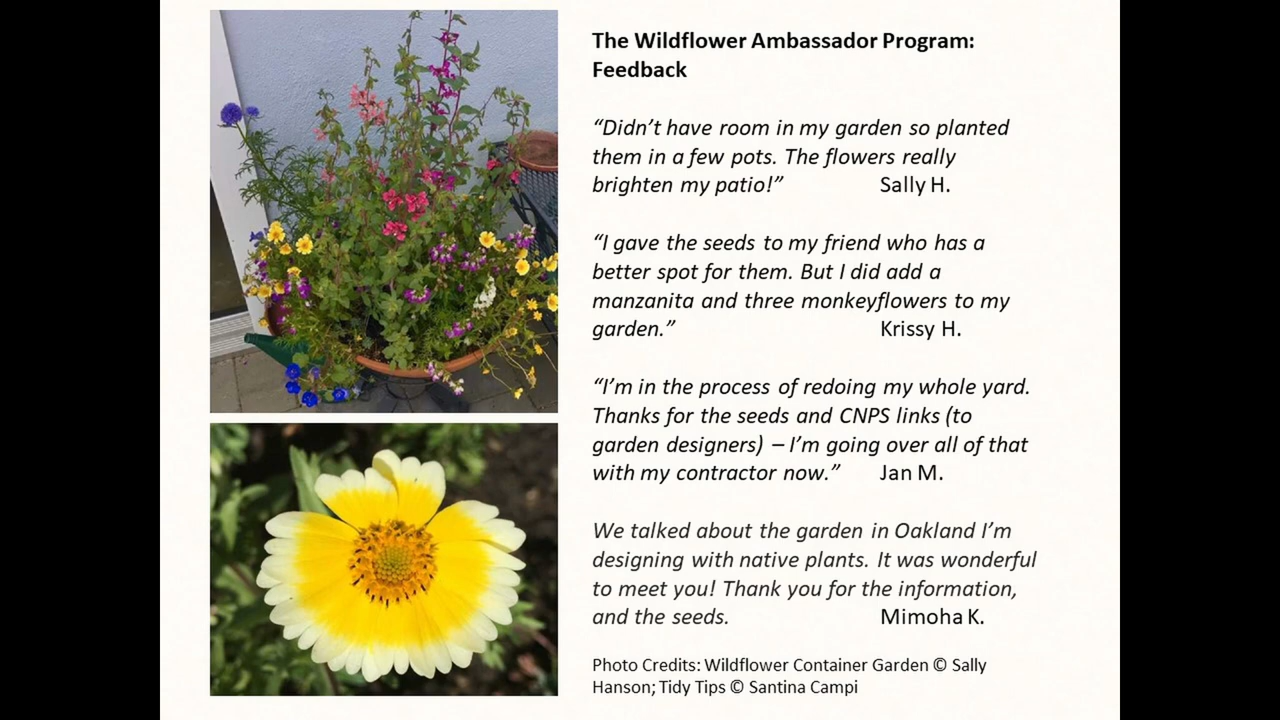 The Wildflower Ambassador Program:
Feedback
“Didn’t have room in my garden so planted
them in a few pots. The flowers really
brighten my patio!” Sally H.
“I gave the seeds to my friend who has a
better spot for them. But I did add a
manzanita and three monkeyflowers to my
garden.” Krissy H.
“I’m in the process of redoing my whole yard.
Thanks for the seeds and CNPS links (to
garden designers) – I’m going over all of that
with my contractor now.” Jan M.
We talked about the garden in Oakland I’m
designing with native plants. It was wonderful
to meet you! Thank you for the information,
and the seeds. Mimoha K.
Photo Credits: Wildflower Container Garden © Sally
Hanson; Tidy Tips © Santina Campi